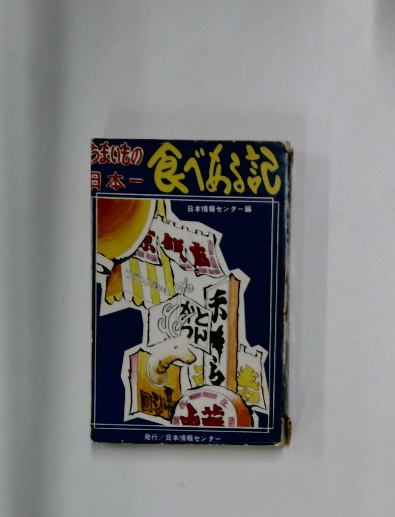 うまいもの
日本一
食べある記
日本情報センター編
とん
かつ
発行／日本情報センター